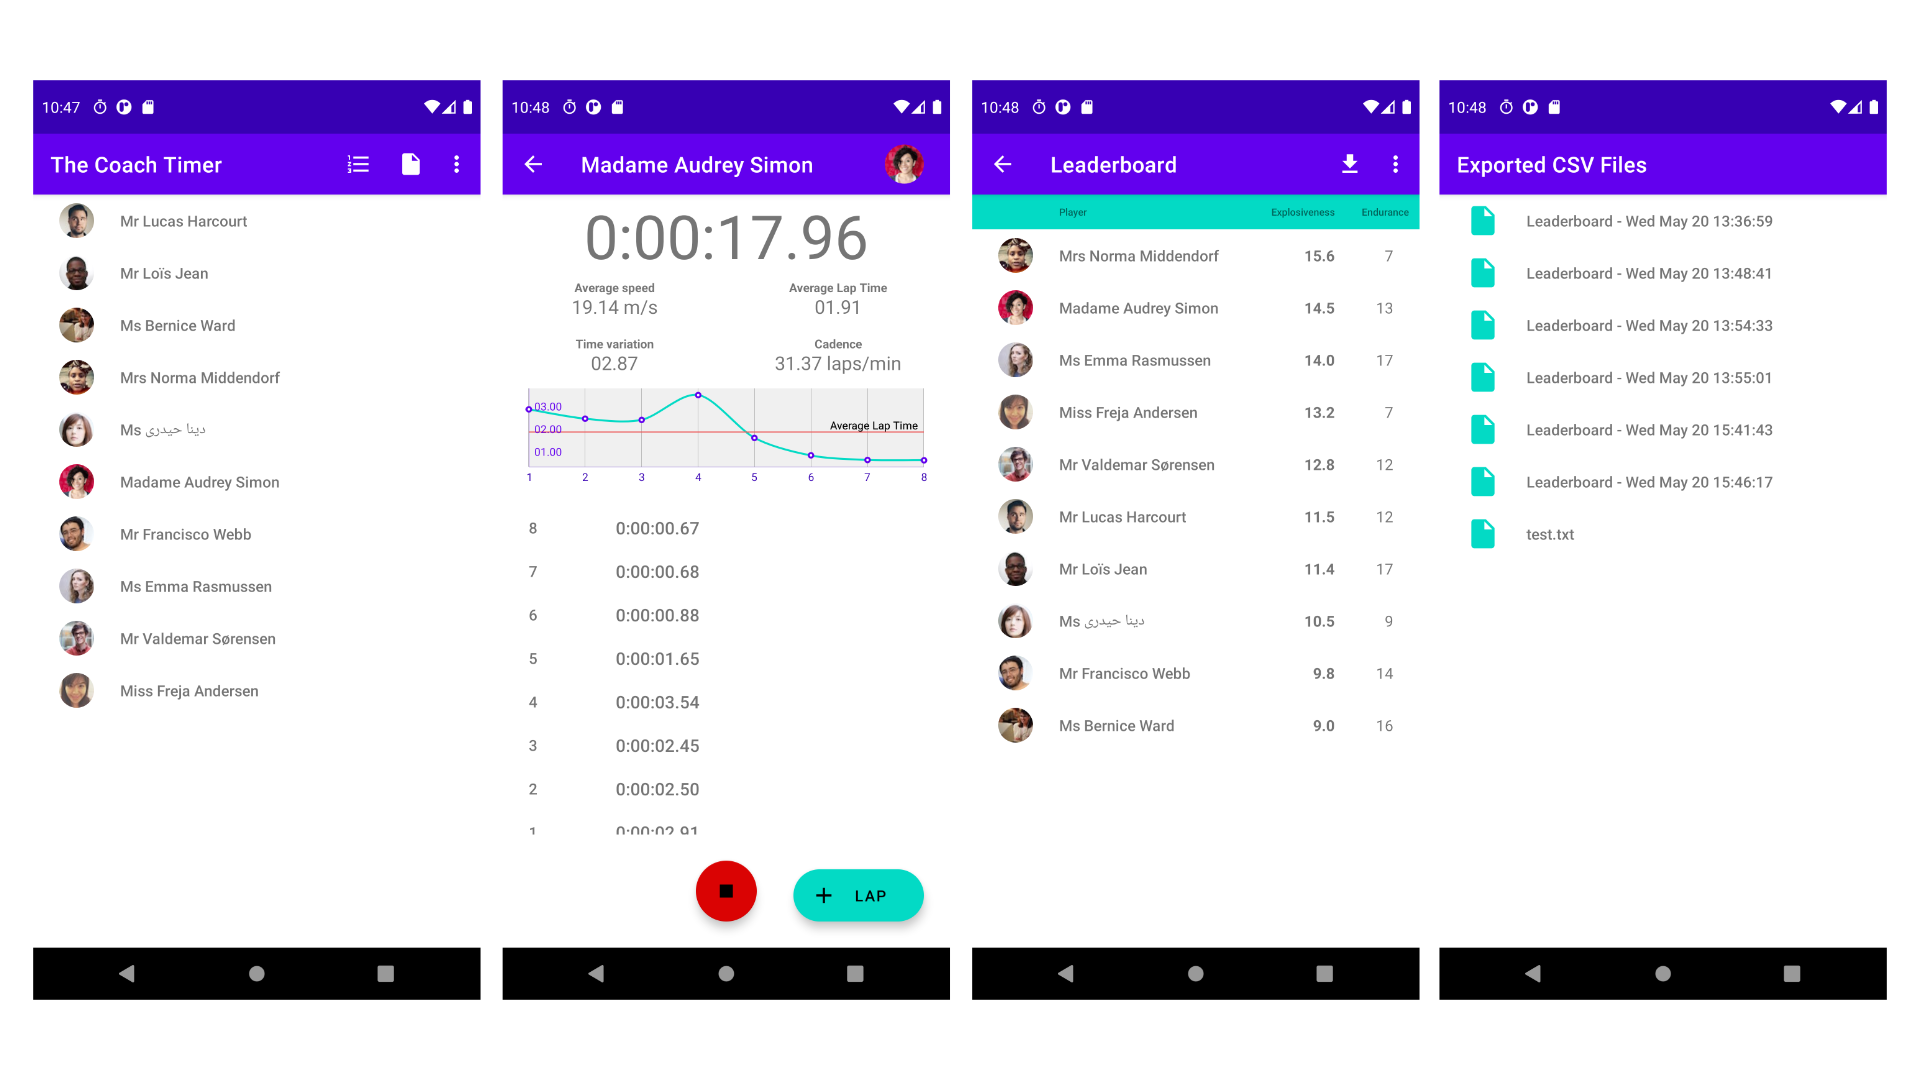 10:47
The Coach Timer
Mr Lucas Harcourt
Mr Loïs Jean
Ms Bernice Ward
Mrs Norma Middendorf
Ms دینا حیدری
Madame Audrey Simon
Mr Francisco Webb
Ms Emma Rasmussen
Mr Valdemar Sørensen
Miss Freja Andersen
10:48
Madame Audrey Simon
0:00:17.96
Average speed Average Lap Time
19.14 m/s 01.91
Time variation Cadence
02.87 31.37 laps/min
03.00
Average Lap Time
02.00
01.00
1 2 3 4 5 6 7 8
8 0:00:00.67
7 0:00:00.68
6 0:00:00.88
5 0:00:01.65
4 0:00:03.54
3 0:00:02.45
2 0:00:02.50
1 0:00:02.91
LAP
10:48
Leaderboard
Player Explosiveness Endurance
Mrs Norma Middendorf 15.6 7
Madame Audrey Simon 14.5 13
Ms Emma Rasmussen 14.0 17
Miss Freja Andersen 13.2 7
Mr Valdemar Sørensen 12.8 12
Mr Lucas Harcourt 11.5 12
Mr Loïs Jean 11.4 17
Ms دینا حیدری 10.5 9
Mr Francisco Webb 9.8 14
Ms Bernice Ward 9.0 16
10:48
Exported CSV Files
Leaderboard - Wed May 20 13:36:59
Leaderboard - Wed May 20 13:48:41
Leaderboard - Wed May 20 13:54:33
Leaderboard - Wed May 20 13:55:01
Leaderboard - Wed May 20 15:41:43
Leaderboard - Wed May 20 15:46:17
test.txt